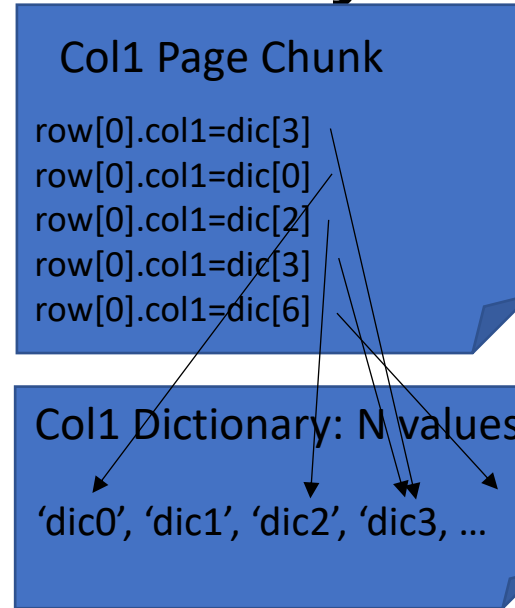 Col1 Page Chunk
row[0].col1=dic[3]
row[0].col1=dic[0]
row[0].col1=dic[2]
row[0].col1=dic[3]
row[0].col1=dic[6]
Col1 Dictionary: N values
‘dic0’, ‘dic1’, ‘dic2’, ‘dic3, …